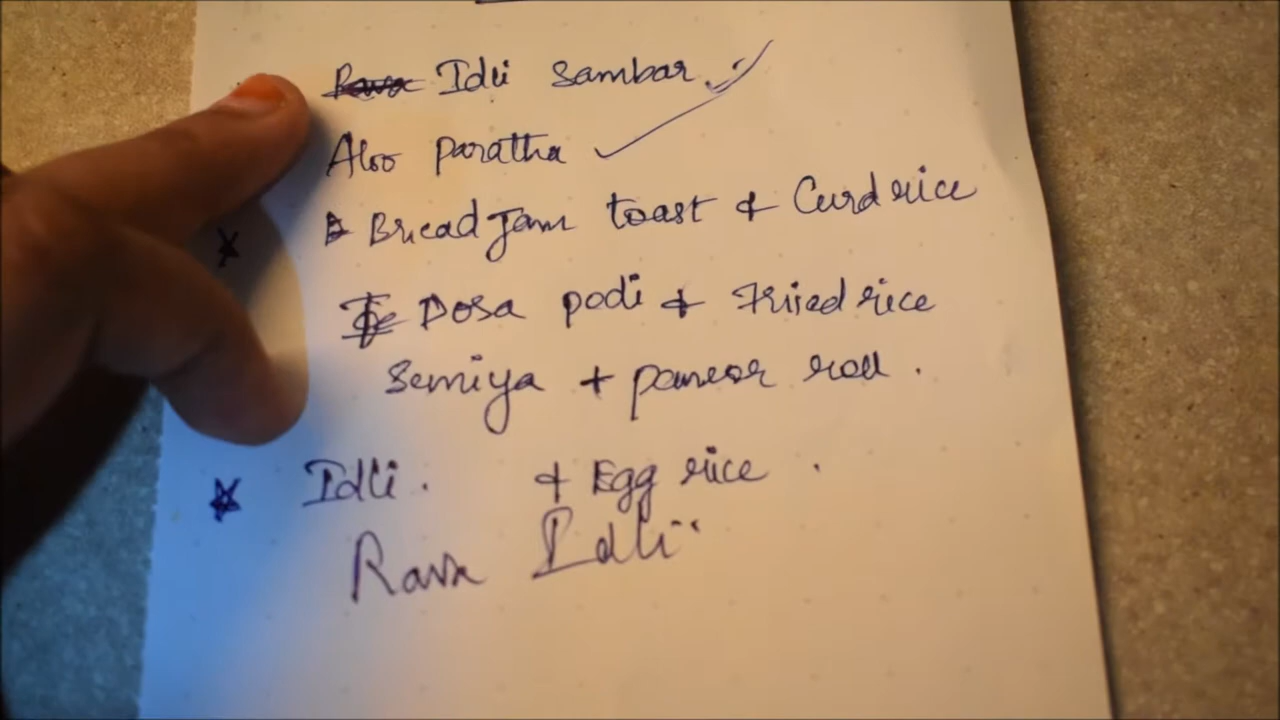 Rava Idli Sambar
Aloo paratha
Bread Jam toast & Curd rice
Dosa podi & Fried rice
Semiya + paneer roll .
Idli . & Egg rice .
Rava Idli